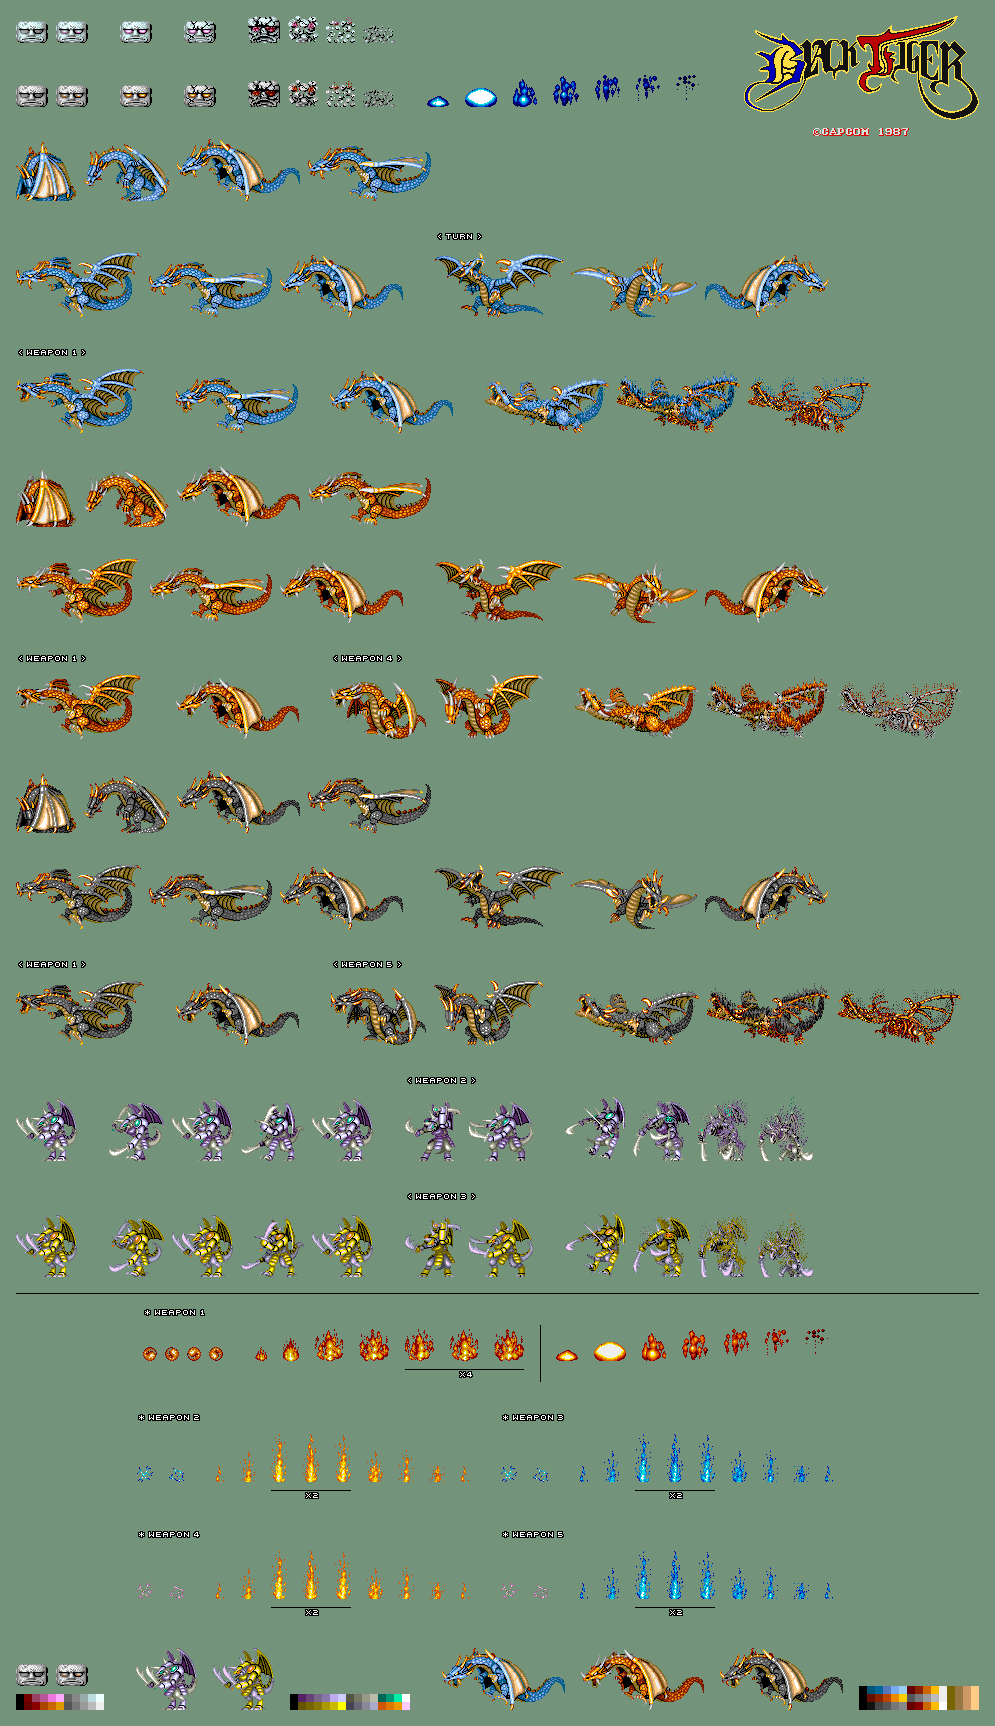 BLACK TIGER
©CAPCOM 1987
< TURN >
< WEAPON 1 >
< WEAPON 1 >
< WEAPON 4 >
< WEAPON 1 >
< WEAPON 5 >
< WEAPON 2 >
< WEAPON 3 >
* WEAPON 1
X4
* WEAPON 2
* WEAPON 3
X2
X2
* WEAPON 4
* WEAPON 5
X2
X2